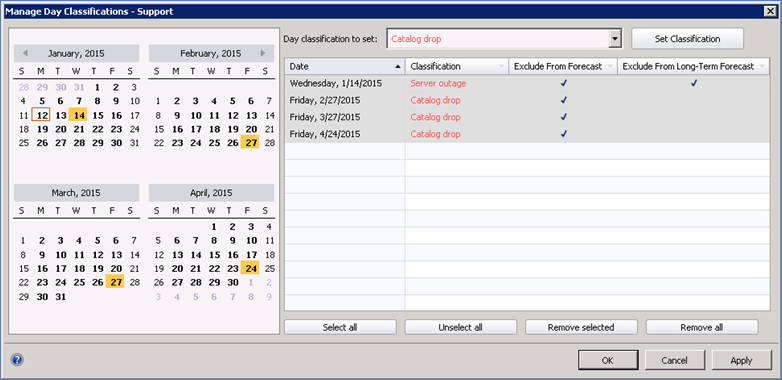 Manage Day Classifications - Support
January, 2015
S M T W T F S
28 29 30 31 1 2 3
4 5 6 7 8 9 10
11 12 13 14 15 16 17
18 19 20 21 22 23 24
25 26 27 28 29 30 31
February, 2015
S M T W T F S
1 2 3 4 5 6 7
8 9 10 11 12 13 14
15 16 17 18 19 20 21
22 23 24 25 26 27 28
March, 2015
S M T W T F S
1 2 3 4 5 6 7
8 9 10 11 12 13 14
15 16 17 18 19 20 21
22 23 24 25 26 27 28
29 30 31
April, 2015
S M T W T F S
1 2 3 4
5 6 7 8 9 10 11
12 13 14 15 16 17 18
19 20 21 22 23 24 25
26 27 28 29 30 1 2
3 4 5 6 7 8 9
Day classification to set: Catalog drop Set Classification
Date Classification Exclude From Forecast Exclude From Long-Term Forecast
Wednesday, 1/14/2015 Server outage ✓ ✓
Friday, 2/27/2015 Catalog drop ✓
Friday, 3/27/2015 Catalog drop ✓
Friday, 4/24/2015 Catalog drop ✓
Select all Unselect all Remove selected Remove all
? OK Cancel Apply